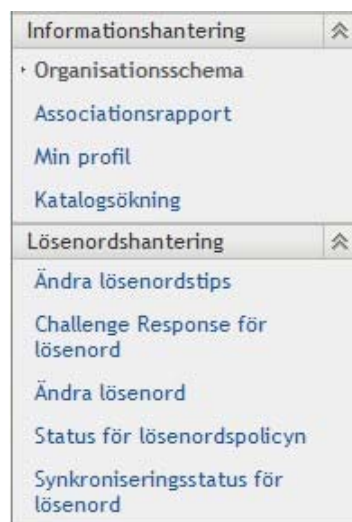 Informationshantering
Organisationsschema
Associationsrapport
Min profil
Katalogsökning
Lösenordshantering
Ändra lösenordstips
Challenge Response för
lösenord
Ändra lösenord
Status för lösenordspolicyn
Synkroniseringsstatus för
lösenord